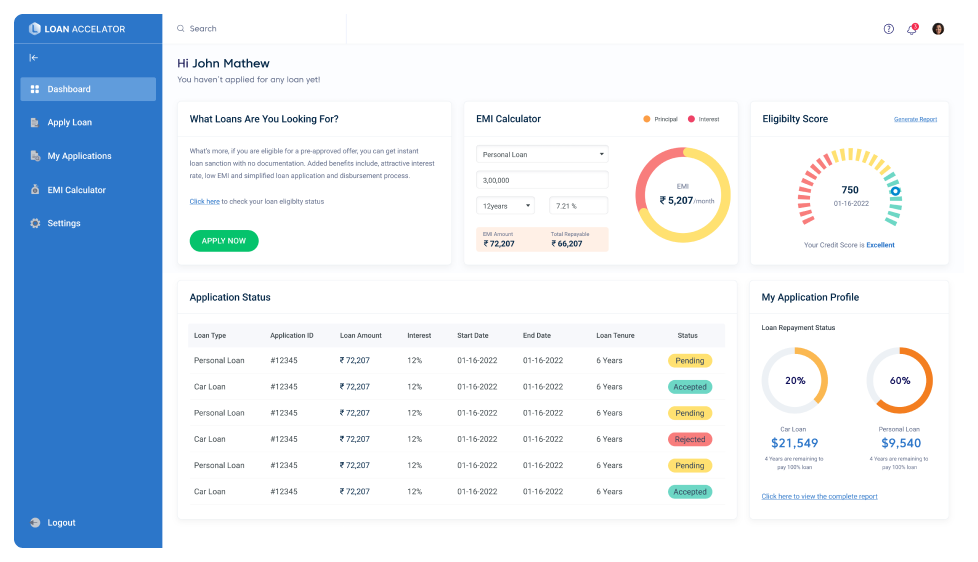 LOAN ACCELATOR
Search
3
Dashboard
Apply Loan
My Applications
EMI Calculator
Settings
Logout
Hi John Mathew
You haven't applied for any loan yet!
What Loans Are You Looking For?
What's more, if you are eligible for a pre-approved offer, you can get instant
loan sanction with no documentation. Added benefits include, attractive interest
rate, low EMI and simplified loan application and disbursement process.
Click here to check your loan eligiblty status
APPLY NOW
EMI Calculator
Principal Interest
Personal Loan
3,00,000
12years 7.21 %
EMI Amount Total Repayable
₹ 72,207 ₹ 66,207
EMI
₹ 5,207/month
Eligibilty Score Generate Report
750
01-16-2022
Your Credit Score is Excellent
Application Status
Loan Type Application ID Loan Amount Interest Start Date End Date Loan Tenure Status
Personal Loan #12345 ₹ 72,207 12% 01-16-2022 01-16-2022 6 Years Pending
Car Loan #12345 ₹ 72,207 12% 01-16-2022 01-16-2022 6 Years Accepted
Personal Loan #12345 ₹ 72,207 12% 01-16-2022 01-16-2022 6 Years Pending
Car Loan #12345 ₹ 72,207 12% 01-16-2022 01-16-2022 6 Years Rejected
Personal Loan #12345 ₹ 72,207 12% 01-16-2022 01-16-2022 6 Years Pending
Car Loan #12345 ₹ 72,207 12% 01-16-2022 01-16-2022 6 Years Accepted
My Application Profile
Loan Repayment Status
20% 60%
Car Loan Personal Loan
$21,549 $9,540
4 Years are remaining to 4 Years are remaining to
pay 100% loan pay 100% loan
Click here to view the complete report